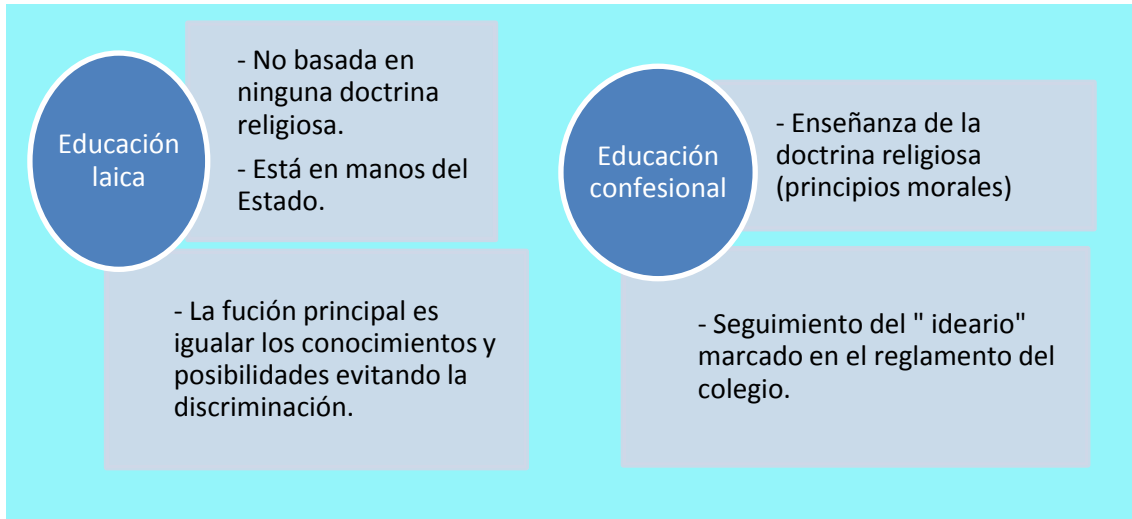 Educación
laica
- No basada en
ninguna doctrina
religiosa.
- Está en manos del
Estado.
- La fución principal es
igualar los conocimientos y
posibilidades evitando la
discriminación.
Educación
confesional
- Enseñanza de la
doctrina religiosa
(principios morales)
- Seguimiento del " ideario"
marcado en el reglamento del
colegio.